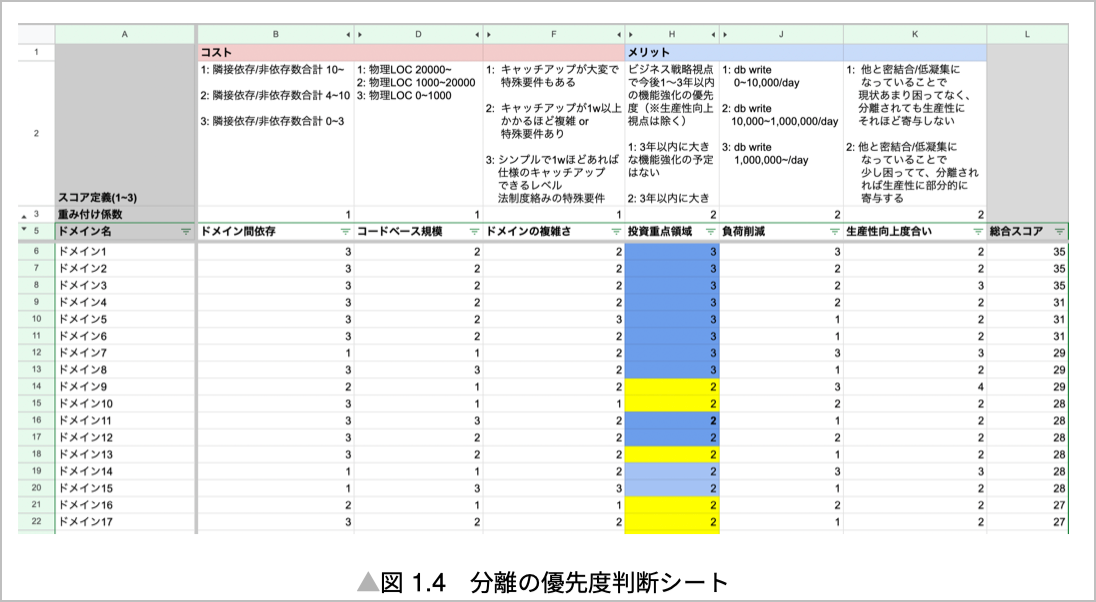 A B D F H J K L
1 コスト メリット
2 スコア定義(1~3)
1: 隣接依存/非依存数合計 10~
2: 隣接依存/非依存数合計 4~10
3: 隣接依存/非依存数合計 0~3
1: 物理LOC 20000~
2: 物理LOC 1000~20000
3: 物理LOC 0~1000
1: キャッチアップが大変で
特殊要件もある
2: キャッチアップが1w以上
かかるほど複雑 or
特殊要件あり
3: シンプルで1wほどあれば
仕様のキャッチアップ
できるレベル
法制度絡みの特殊要件
ビジネス戦略視点
で今後1〜3年以内
の機能強化の優先
度（※生産性向上
視点は除く）
1: 3年以内に大き
な機能強化の予定
はない
2: 3年以内に大き
1: db write
0~10,000/day
2: db write
10,000~1,000,000/day
3: db write
1,000,000~/day
1: 他と密結合/低凝集に
なっていることで
現状あまり困ってなく、
分離されても生産性に
それほど寄与しない
2: 他と密結合/低凝集に
なっていることで
少し困ってて、分離され
れば生産性に部分的に
寄与する
3 重み付け係数 1 1 1 2 2 2
5 ドメイン名 ドメイン間依存 コードベース規模 ドメインの複雑さ 投資重点領域 負荷削減 生産性向上度合い 総合スコア
6 ドメイン1 3 2 2 3 3 2 35
7 ドメイン2 3 2 2 3 2 2 35
8 ドメイン3 3 2 2 3 2 3 35
9 ドメイン4 3 2 2 3 2 2 31
10 ドメイン5 3 2 3 3 1 2 31
11 ドメイン6 3 2 2 3 1 2 31
12 ドメイン7 1 1 2 3 3 3 29
13 ドメイン8 3 3 2 3 1 2 29
14 ドメイン9 2 1 2 2 3 4 29
15 ドメイン10 3 1 1 2 2 2 28
16 ドメイン11 3 3 2 2 1 2 28
17 ドメイン12 3 2 2 2 2 2 28
18 ドメイン13 3 2 2 2 1 2 28
19 ドメイン14 1 1 2 2 3 3 28
20 ドメイン15 1 3 3 2 1 2 28
21 ドメイン16 2 1 1 2 2 2 27
22 ドメイン17 3 2 2 2 1 2 27
▲図 1.4 分離の優先度判断シート